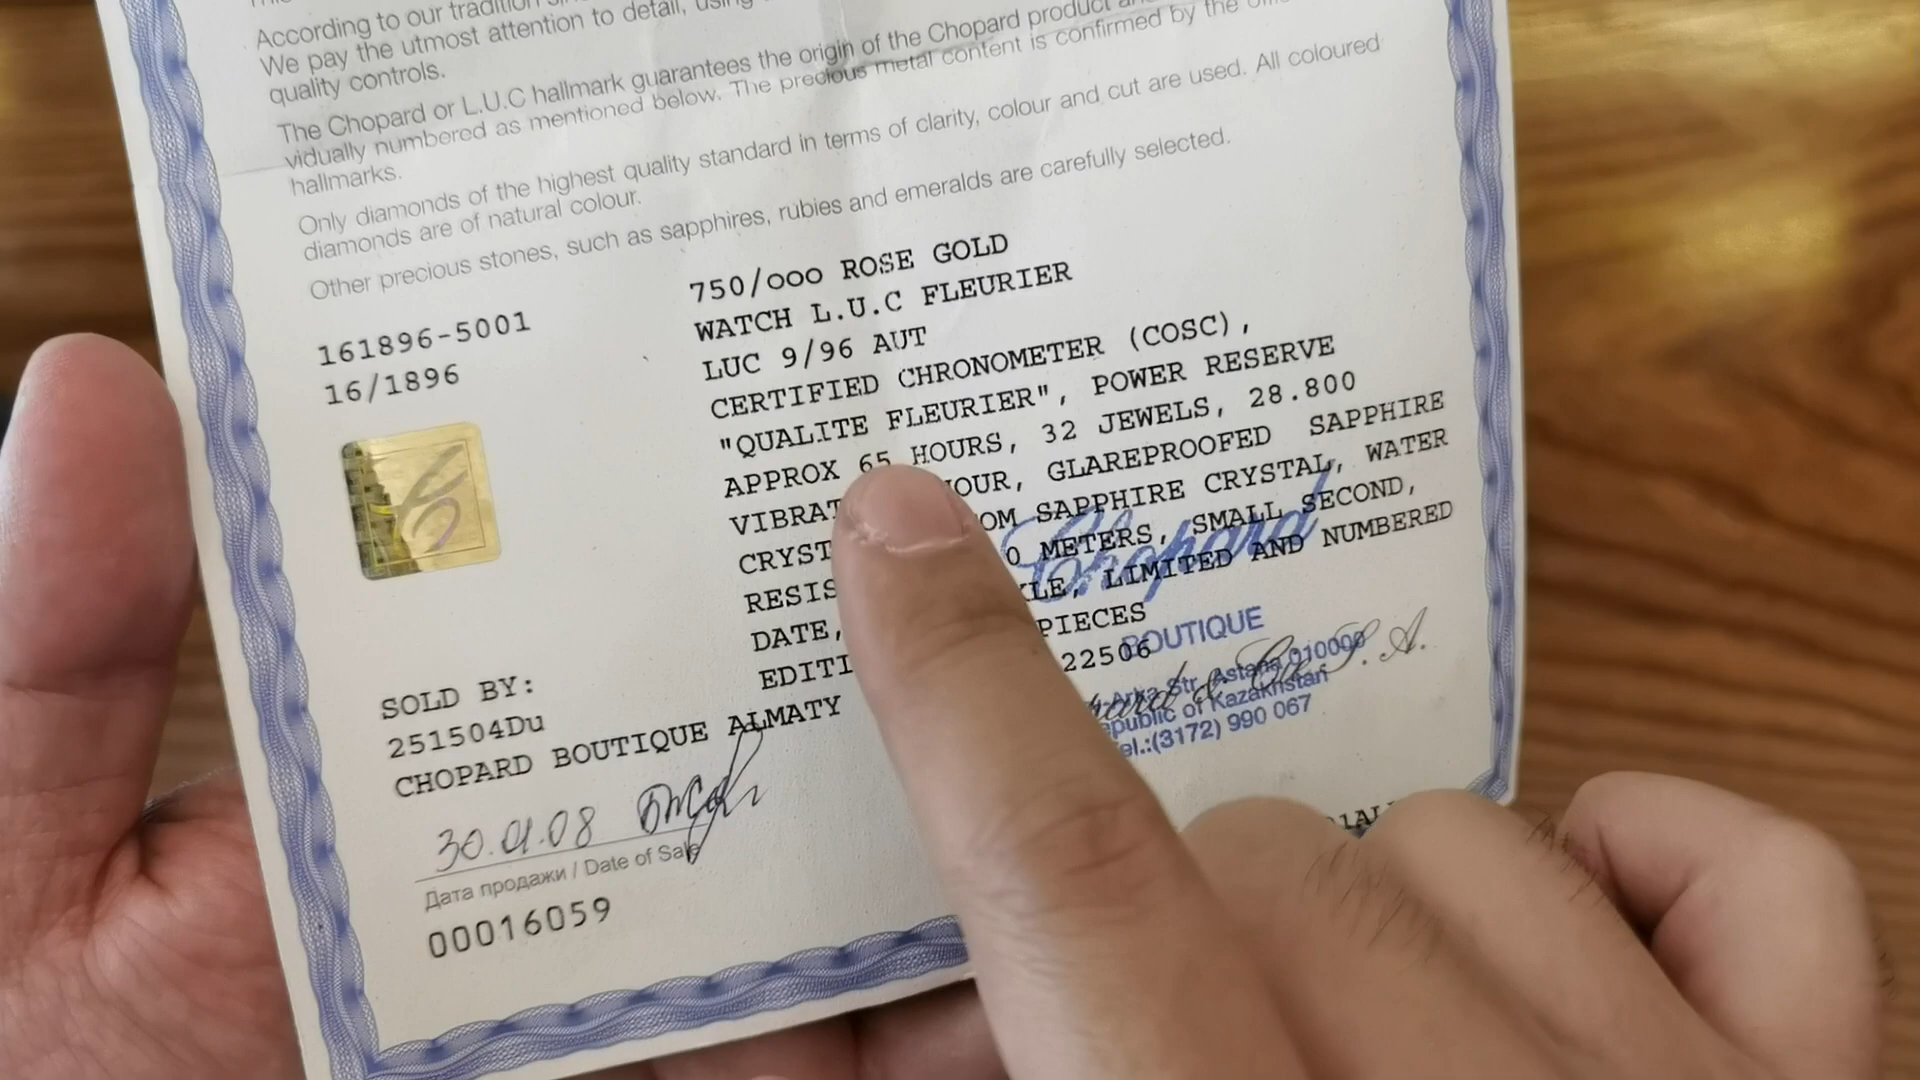 According to our tradition
We pay the utmost attention to detail, using
quality controls.
The Chopard or L.U.C hallmark guarantees the origin of the Chopard product
vidually numbered as mentioned below. The precious metal content is confirmed by the
hallmarks.
Only diamonds of the highest quality standard in terms of clarity, colour and cut are used. All coloured
diamonds are of natural colour.
Other precious stones, such as sapphires, rubies and emeralds are carefully selected.
161896-5001
16/1896
750/ooo ROSE GOLD
WATCH L.U.C FLEURIER
LUC 9/96 AUT
CERTIFIED CHRONOMETER (COSC),
"QUALITE FLEURIER", POWER RESERVE
APPROX 65 HOURS, 32 JEWELS, 28.800
VIBRAT OUR, GLAREPROOFED SAPPHIRE
CRYST OM SAPPHIRE CRYSTAL, WATER
RESIS 0 METERS, SMALL SECOND,
DATE, KLE, LIMITED AND NUMBERED
EDITI PIECES
22506
Chopard
BOUTIQUE
Arka Str, Astana 010000
epublic of Kazakhstan
el.:(3172) 990 067
& Cie S.A.
SOLD BY:
251504Du
CHOPARD BOUTIQUE ALMATY
30.01.08
Дата продажи / Date of Sale
00016059